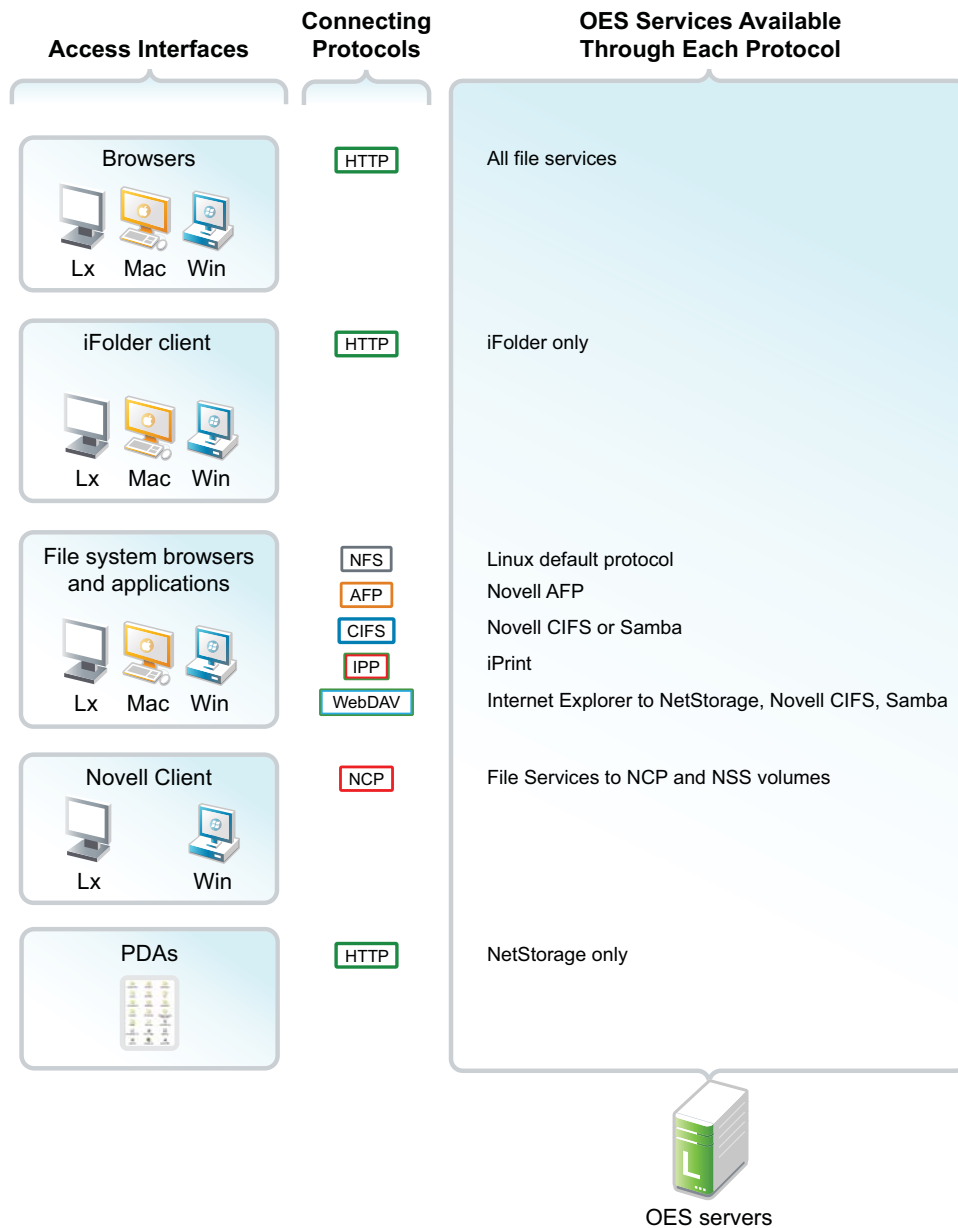 Access Interfaces
Connecting
Protocols
OES Services Available
Through Each Protocol
Browsers
Lx Mac Win
HTTP
All file services
iFolder client
Lx Mac Win
HTTP
iFolder only
File system browsers
and applications
Lx Mac Win
NFS
Linux default protocol
AFP
Novell AFP
CIFS
Novell CIFS or Samba
IPP
iPrint
WebDAV
Internet Explorer to NetStorage, Novell CIFS, Samba
Novell Client
Lx Win
NCP
File Services to NCP and NSS volumes
PDAs
HTTP
NetStorage only
L
OES servers